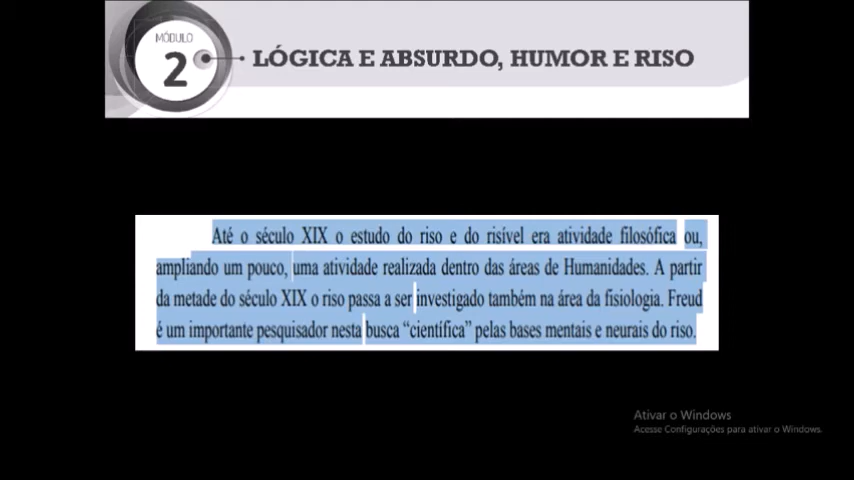 MÓDULO
2
LÓGICA E ABSURDO, HUMOR E RISO
Até o século XIX o estudo do riso e do risível era atividade filosófica ou,
ampliando um pouco, uma atividade realizada dentro das áreas de Humanidades. A partir
da metade do século XIX o riso passa a ser investigado também na área da fisiologia. Freud
é um importante pesquisador nesta busca “científica” pelas bases mentais e neurais do riso.
Ativar o Windows
Acesse Configurações para ativar o Windows.